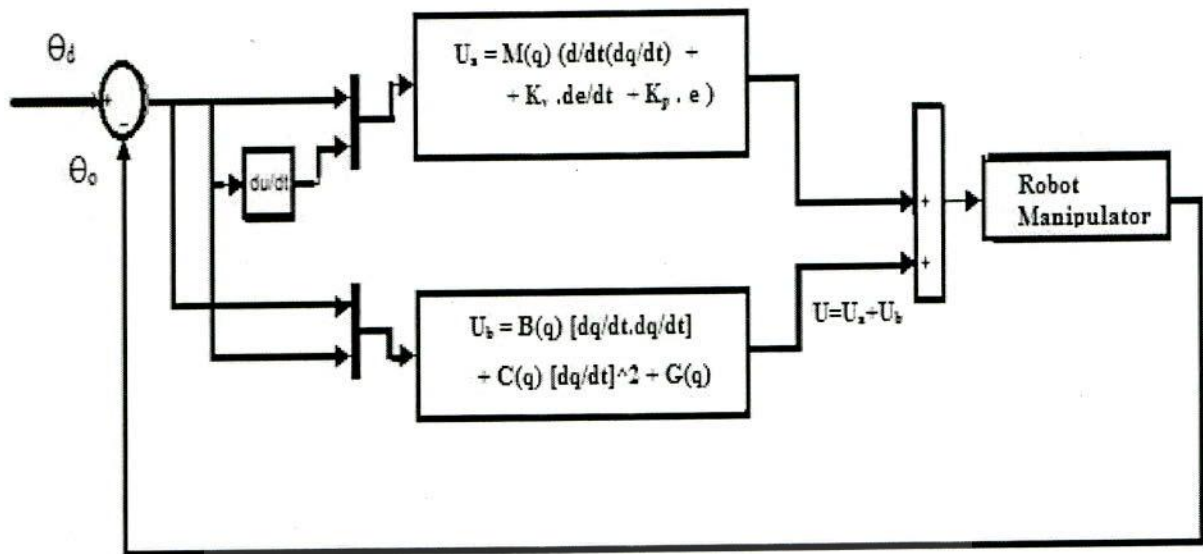 θd
+
−
θo
du/dt
Ua = M(q) (d/dt(dq/dt) +
+ Kv .de/dt + Kp . e )
Ub = B(q) [dq/dt.dq/dt]
+ C(q) [dq/dt]^2 + G(q)
+
+
U=Ua+Ub
Robot
Manipulator